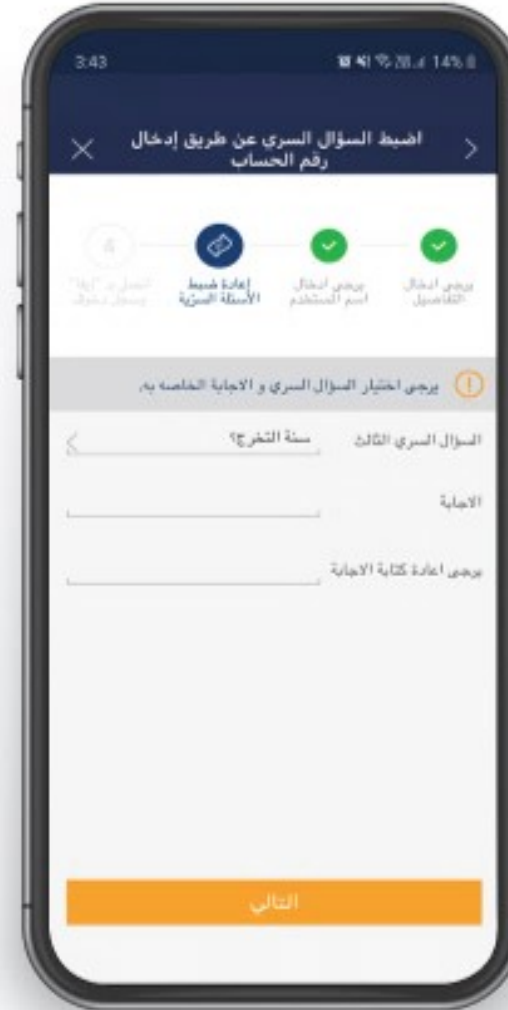 3:43
14%
اضبط السؤال السري عن طريق إدخال
رقم الحساب
يرجى ادخال
التفاصيل
يرجى ادخال
اسم المستخدم
إعادة ضبط
الأسئلة السرّية
4
يرجى اختيار السؤال السري و الاجابة الخاصه به.
السؤال السري الثالث
سنة التخرج؟
الاجابة
يرجى اعادة كتابة الاجابة
التالي